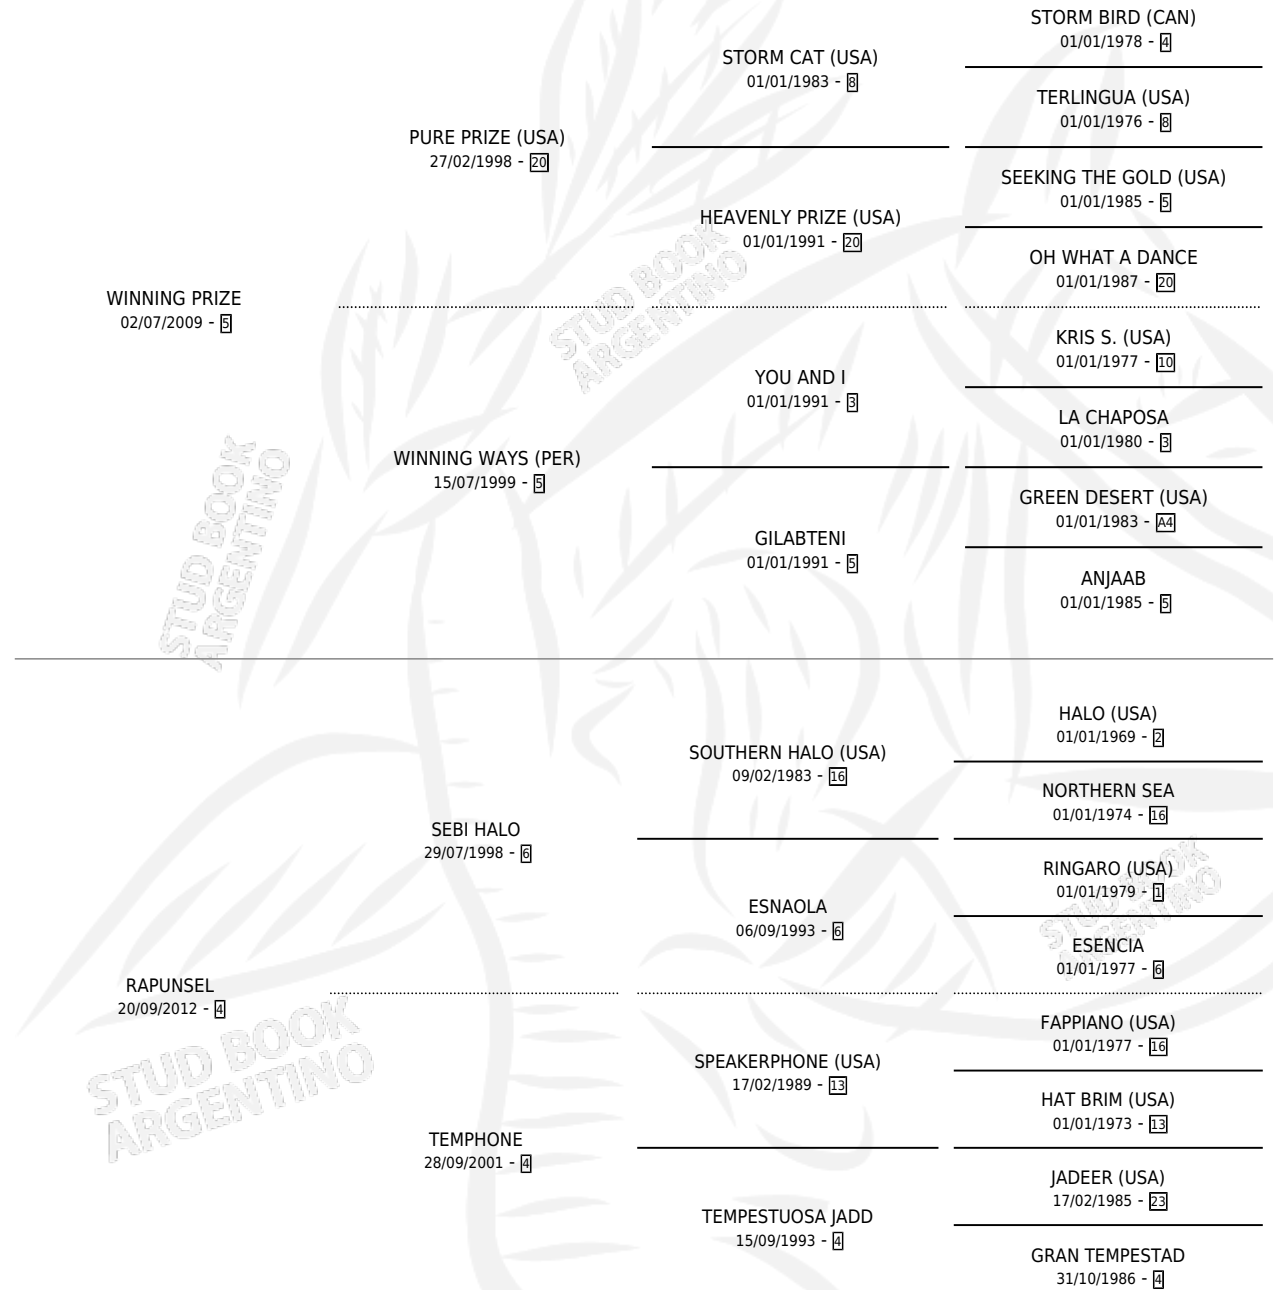 STORM BIRD (CAN)
01/01/1978 - 4
STORM CAT (USA)
01/01/1983 - 8
TERLINGUA (USA)
01/01/1976 - 8
PURE PRIZE (USA)
27/02/1998 - 20
SEEKING THE GOLD (USA)
01/01/1985 - 5
HEAVENLY PRIZE (USA)
01/01/1991 - 20
OH WHAT A DANCE
01/01/1987 - 20
WINNING PRIZE
02/07/2009 - 5
KRIS S. (USA)
01/01/1977 - 10
YOU AND I
01/01/1991 - 3
LA CHAPOSA
01/01/1980 - 3
WINNING WAYS (PER)
15/07/1999 - 5
GREEN DESERT (USA)
01/01/1983 - A4
GILABTENI
01/01/1991 - 5
ANJAAB
01/01/1985 - 5
HALO (USA)
01/01/1969 - 2
SOUTHERN HALO (USA)
09/02/1983 - 16
NORTHERN SEA
01/01/1974 - 16
SEBI HALO
29/07/1998 - 6
RINGARO (USA)
01/01/1979 - 1
ESNAOLA
06/09/1993 - 6
ESENCIA
01/01/1977 - 6
RAPUNSEL
20/09/2012 - 4
FAPPIANO (USA)
01/01/1977 - 16
SPEAKERPHONE (USA)
17/02/1989 - 13
HAT BRIM (USA)
01/01/1973 - 13
TEMPHONE
28/09/2001 - 4
JADEER (USA)
17/02/1985 - 23
TEMPESTUOSA JADD
15/09/1993 - 4
GRAN TEMPESTAD
31/10/1986 - 4
STUD BOOK
ARGENTINO
STUD BOOK
ARGENTINO
STUD BOOK
ARGENTINO
STUD BOOK
ARGENTINO